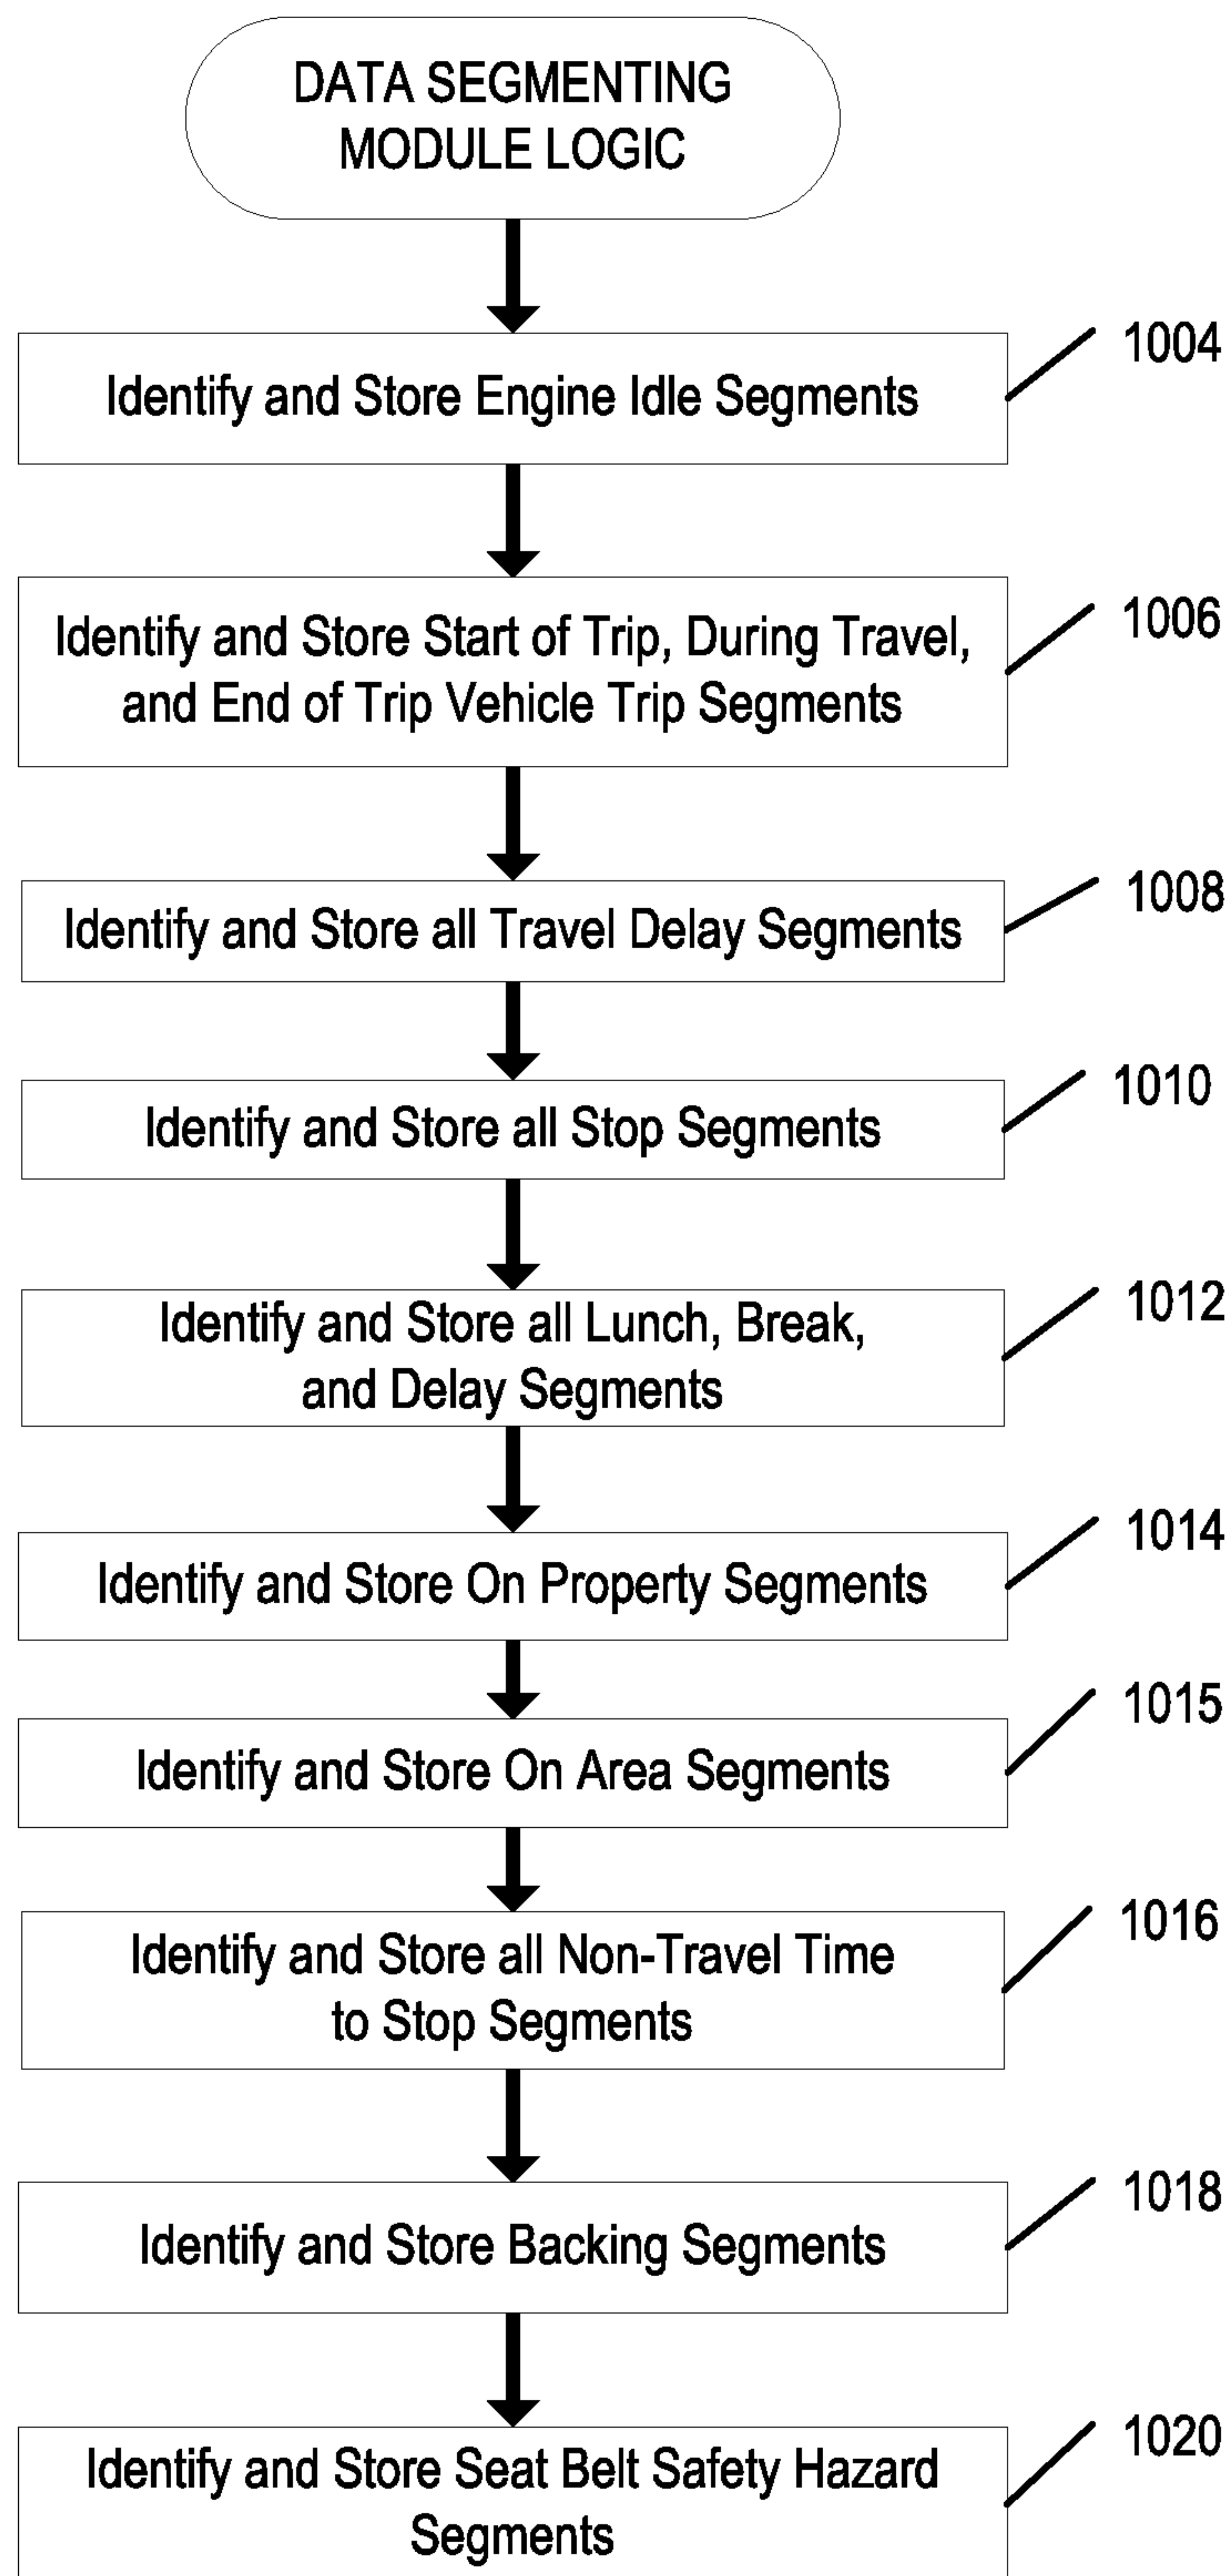 DATA SEGMENTING
MODULE LOGIC
1004
Identify and Store Engine Idle Segments
1006
Identify and Store Start of Trip, During Travel,
and End of Trip Vehicle Trip Segments
1008
Identify and Store all Travel Delay Segments
1010
Identify and Store all Stop Segments
1012
Identify and Store all Lunch, Break,
and Delay Segments
1014
Identify and Store On Property Segments
1015
Identify and Store On Area Segments
1016
Identify and Store all Non-Travel Time
to Stop Segments
1018
Identify and Store Backing Segments
1020
Identify and Store Seat Belt Safety Hazard
Segments